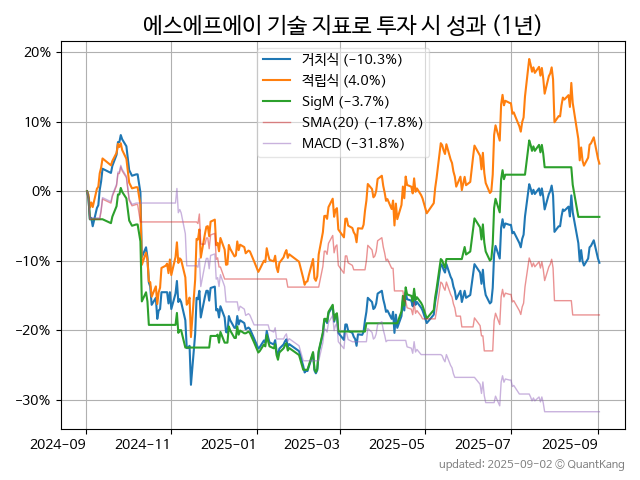 에스에프에이 기술 지표로 투자 시 성과 (1년)
거치식 (−10.3%)
적립식 (4.0%)
SigM (−3.7%)
SMA(20) (−17.8%)
MACD (−31.8%)
20%
10%
0%
−10%
−20%
−30%
2024-09 2024-11 2025-01 2025-03 2025-05 2025-07 2025-09
updated: 2025-09-02 © QuantKang